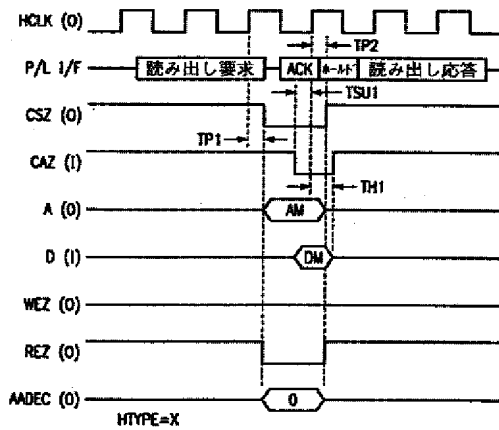 HCLK (O)
TP2
P/L I/F 読み出し要求 ACK ホールド 読み出し応答
CSZ (O) TSU1
TP1
CAZ (I)
TH1
A (O) AM
D (I) DM
WEZ (O)
REZ (O)
AADEC (O) 0
HTYPE=X